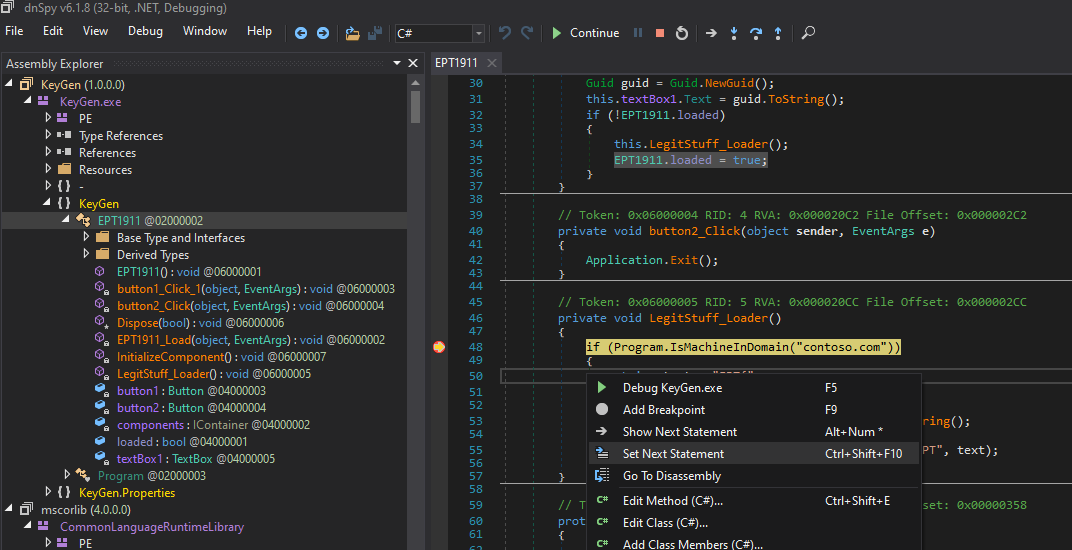 dnSpy v6.1.8 (32-bit, .NET, Debugging)
File Edit View Debug Window Help C# Continue
Assembly Explorer
EPT1911
KeyGen (1.0.0.0)
KeyGen.exe
PE
Type References
References
Resources
{ } -
{ } KeyGen
EPT1911 @02000002
Base Type and Interfaces
Derived Types
EPT1911() : void @06000001
button1_Click_1(object, EventArgs) : void @06000003
button2_Click(object, EventArgs) : void @06000004
Dispose(bool) : void @06000006
EPT1911_Load(object, EventArgs) : void @06000002
InitializeComponent() : void @06000007
LegitStuff_Loader() : void @06000005
button1 : Button @04000003
button2 : Button @04000004
components : IContainer @04000002
loaded : bool @04000001
textBox1 : TextBox @04000005
Program @02000003
{ } KeyGen.Properties
mscorlib (4.0.0.0)
CommonLanguageRuntimeLibrary
PE
30 Guid guid = Guid.NewGuid();
31 this.textBox1.Text = guid.ToString();
32 if (!EPT1911.loaded)
33 {
34 this.LegitStuff_Loader();
35 EPT1911.loaded = true;
36 }
37 }
38
39 // Token: 0x06000004 RID: 4 RVA: 0x000020C2 File Offset: 0x000002C2
40 private void button2_Click(object sender, EventArgs e)
41 {
42 Application.Exit();
43 }
44
45 // Token: 0x06000005 RID: 5 RVA: 0x000020CC File Offset: 0x000002CC
46 private void LegitStuff_Loader()
47 {
48 if (Program.IsMachineInDomain("contoso.com"))
49
50
51
52
53 ring();
54
55 PT", text);
56
57 }
58
59 // T set: 0x00000358
60 prot
61 {
62
Debug KeyGen.exe F5
Add Breakpoint F9
Show Next Statement Alt+Num *
Set Next Statement Ctrl+Shift+F10
Go To Disassembly
C# Edit Method (C#)... Ctrl+Shift+E
C# Edit Class (C#)...
C# Add Class Members (C#)...